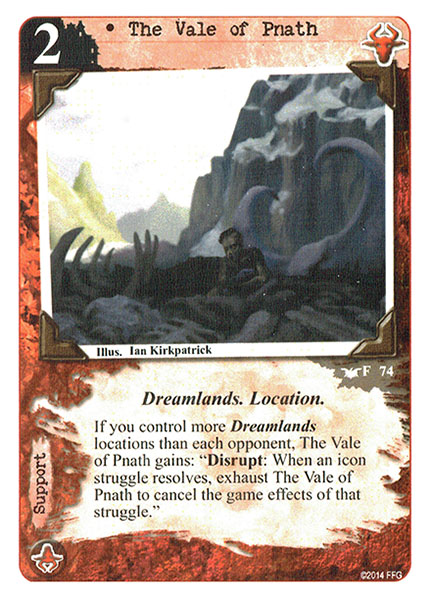 2
• The Vale of Pnath
Illus. Ian Kirkpatrick
F 74
Dreamlands. Location.
If you control more Dreamlands
locations than each opponent, The Vale
of Pnath gains: “Disrupt: When an icon
struggle resolves, exhaust The Vale of
Pnath to cancel the game effects of that
struggle.”
Support
©2014 FFG